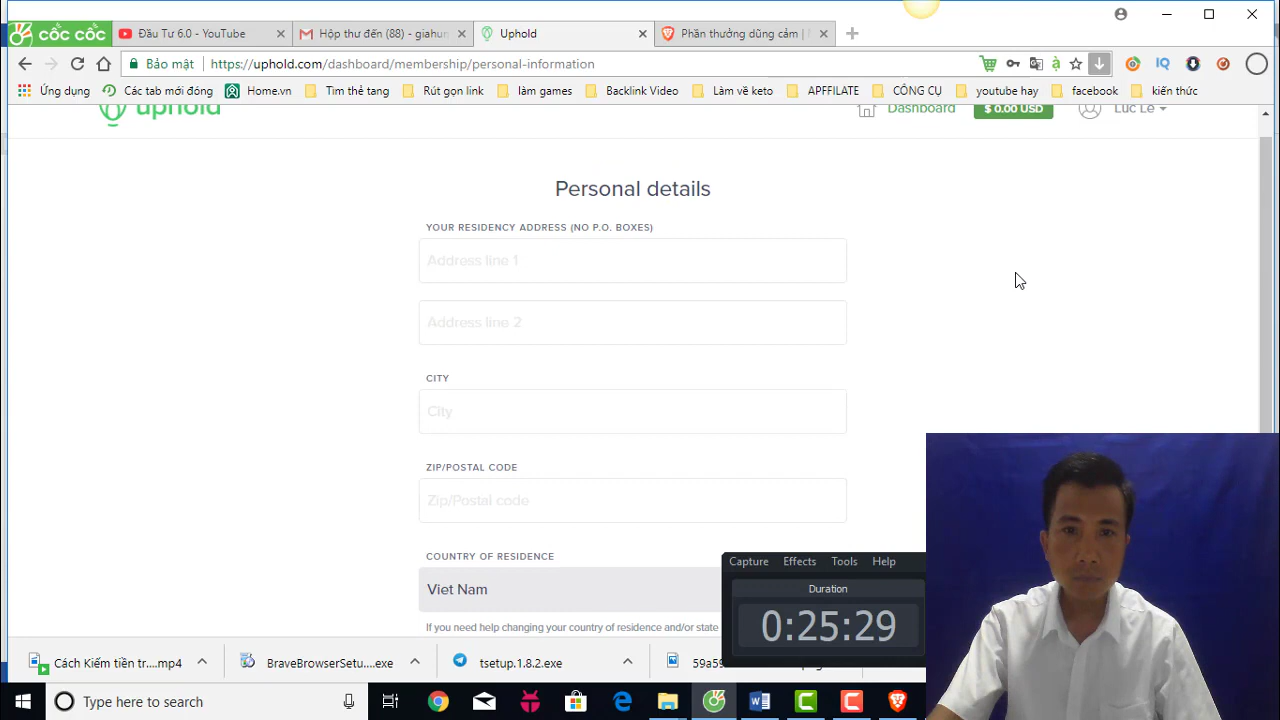 cốc cốc
Đầu Tư 6.0 - YouTube
Hộp thư đến (88) - giahun
Uphold
Phần thưởng dũng cảm |
Bảo mật
https://uphold.com/dashboard/membership/personal-information
Ứng dụng
Các tab mới đóng
Home.vn
Tìm thẻ tang
Rút gọn link
làm games
Backlink Video
Làm về keto
APFFILATE
CÔNG CỤ
youtube hay
facebook
kiến thức
uphold
Dashboard
$ 0.00 USD
Luc Le
Personal details
YOUR RESIDENCY ADDRESS (NO P.O. BOXES)
Address line 1
Address line 2
CITY
City
ZIP/POSTAL CODE
Zip/Postal code
COUNTRY OF RESIDENCE
Viet Nam
If you need help changing your country of residence and/or state
Capture Effects Tools Help
Duration
0:25:29
Cách Kiếm tiền tr....mp4
BraveBrowserSetu....exe
tsetup.1.8.2.exe
Type here to search